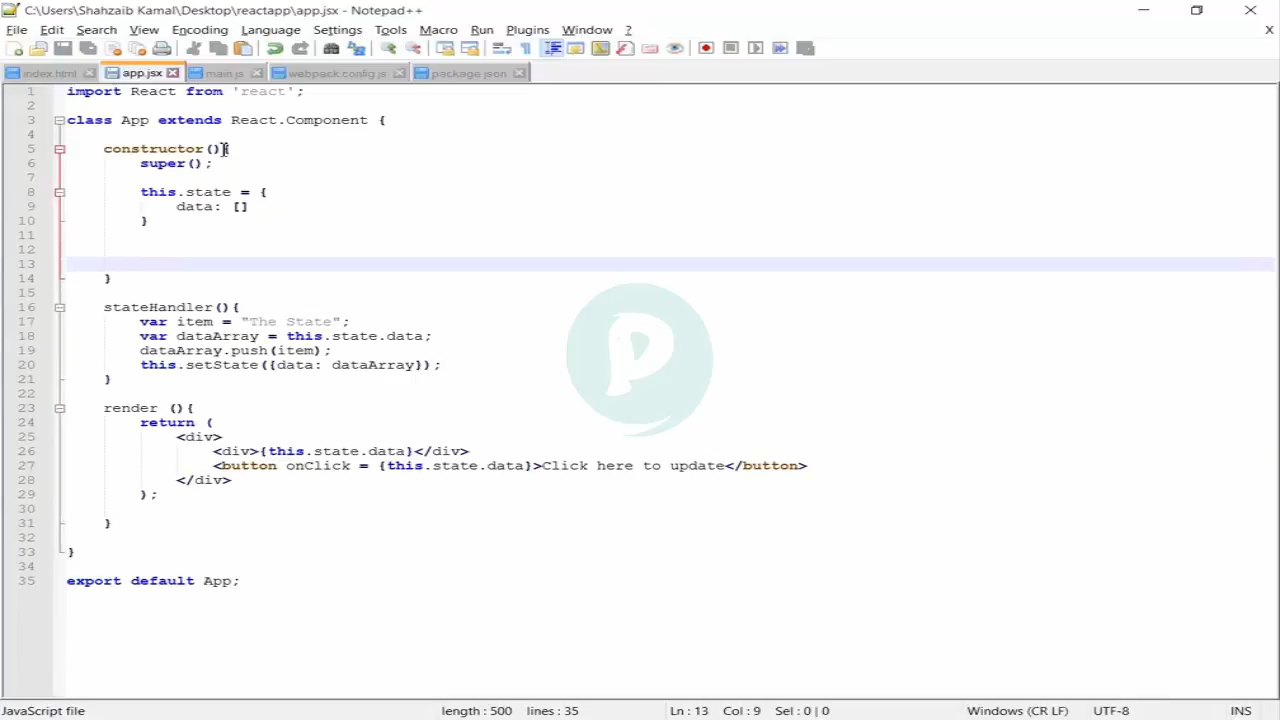 C:\Users\Shahzaib Kamal\Desktop\reactapp\app.jsx - Notepad++
File Edit Search View Encoding Language Settings Tools Macro Run Plugins Window ? X
index.html app.jsx main.js webpack.config.js package.json
1 import React from 'react';
2
3 class App extends React.Component {
4
5 constructor(){
6 super();
7
8 this.state = {
9 data: []
10 }
11
12
13
14 }
15
16 stateHandler(){
17 var item = "The State";
18 var dataArray = this.state.data;
19 dataArray.push(item);
20 this.setState({data: dataArray});
21 }
22
23 render (){
24 return (
25 <div>
26 <div>{this.state.data}</div>
27 <button onClick = {this.state.data}>Click here to update</button>
28 </div>
29 );
30
31 }
32
33 }
34
35 export default App;
P
JavaScript file length : 500 lines : 35 Ln : 13 Col : 9 Sel : 0 | 0 Windows (CR LF) UTF-8 INS